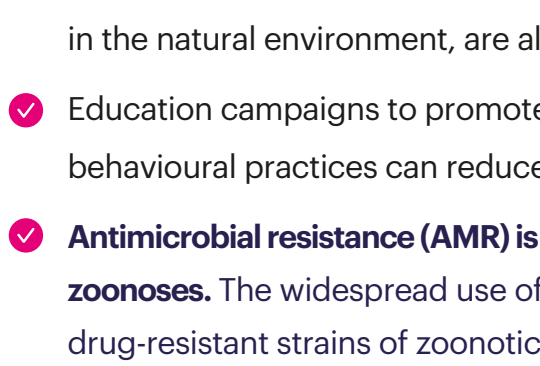 in the natural environment, are al
Education campaigns to promote
behavioural practices can reduce
Antimicrobial resistance (AMR) is
zoonoses. The widespread use of
drug-resistant strains of zoonotic